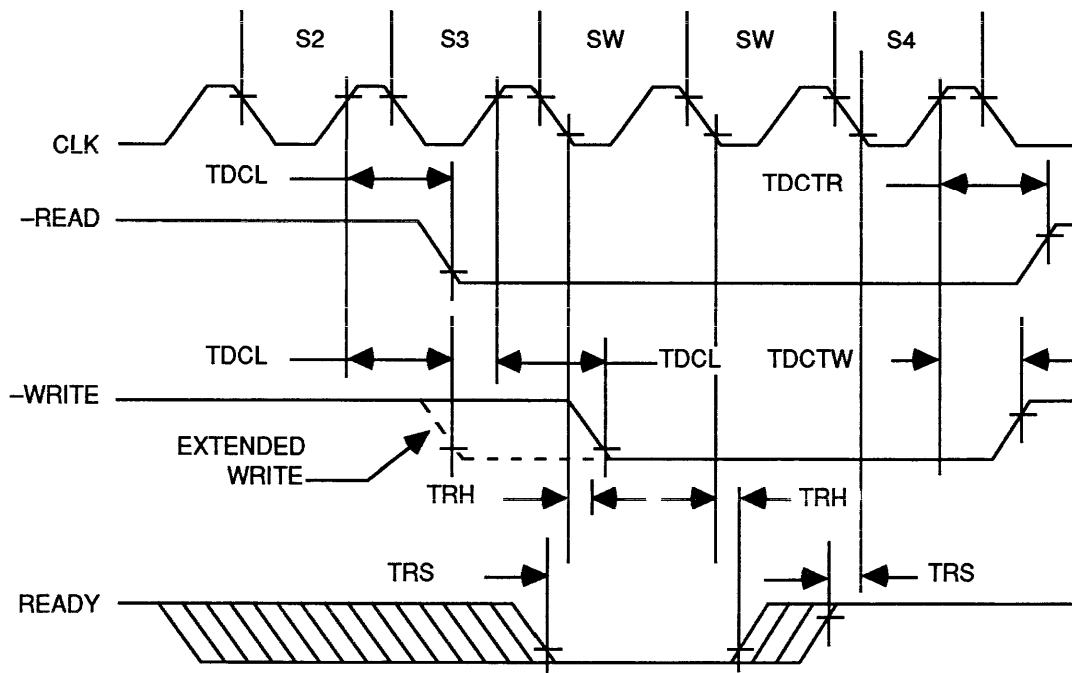 S2 S3 SW SW S4
CLK
TDCL TDCTR
–READ
TDCL TDCL TDCTW
–WRITE
EXTENDED
WRITE
TRH TRH
TRS TRS
READY